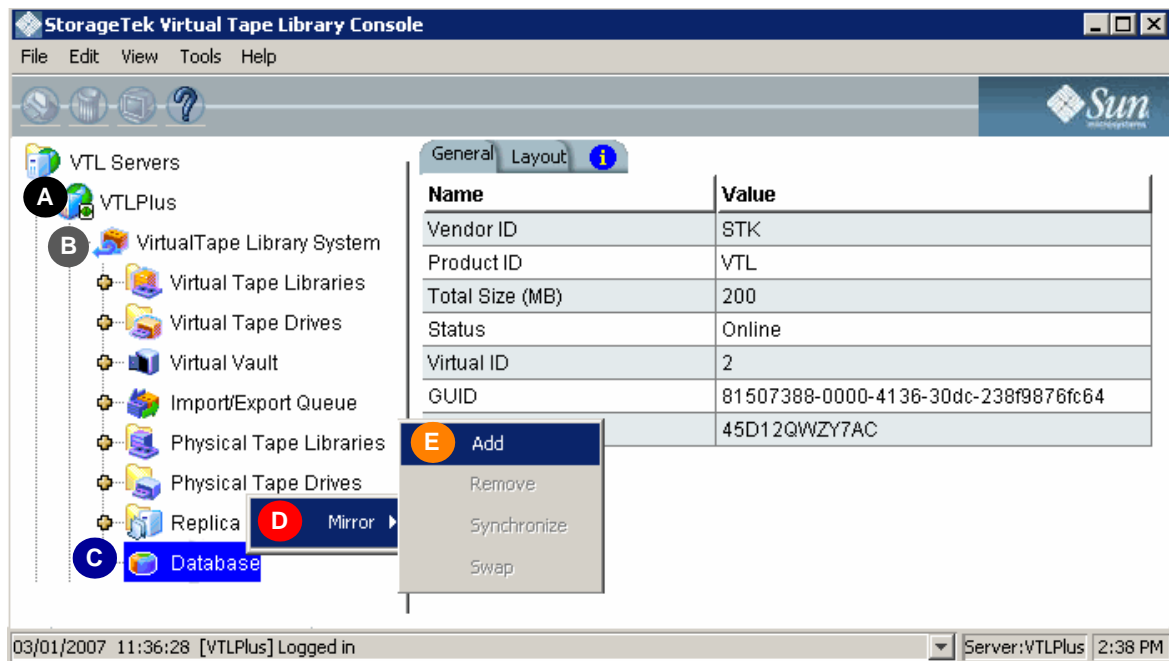 StorageTek Virtual Tape Library Console
File Edit View Tools Help
Sun
microsystems
VTL Servers
A VTLPlus
B VirtualTape Library System
Virtual Tape Libraries
Virtual Tape Drives
Virtual Vault
Import/Export Queue
Physical Tape Libraries
Physical Tape Drives
Replica
C Database
D Mirror
E Add
Remove
Synchronize
Swap
General Layout i
Name Value
Vendor ID STK
Product ID VTL
Total Size (MB) 200
Status Online
Virtual ID 2
GUID 81507388-0000-4136-30dc-238f9876fc64
45D12QWZY7AC
03/01/2007 11:36:28 [VTLPlus] Logged in
Server:VTLPlus 2:38 PM